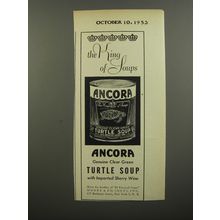 OCTOBER 10, 1953
the King
of Soups
ANCORA
TURTLE SOUP
ANCORA
Genuine Clear Green
TURTLE SOUP
with Imported Sherry Wine